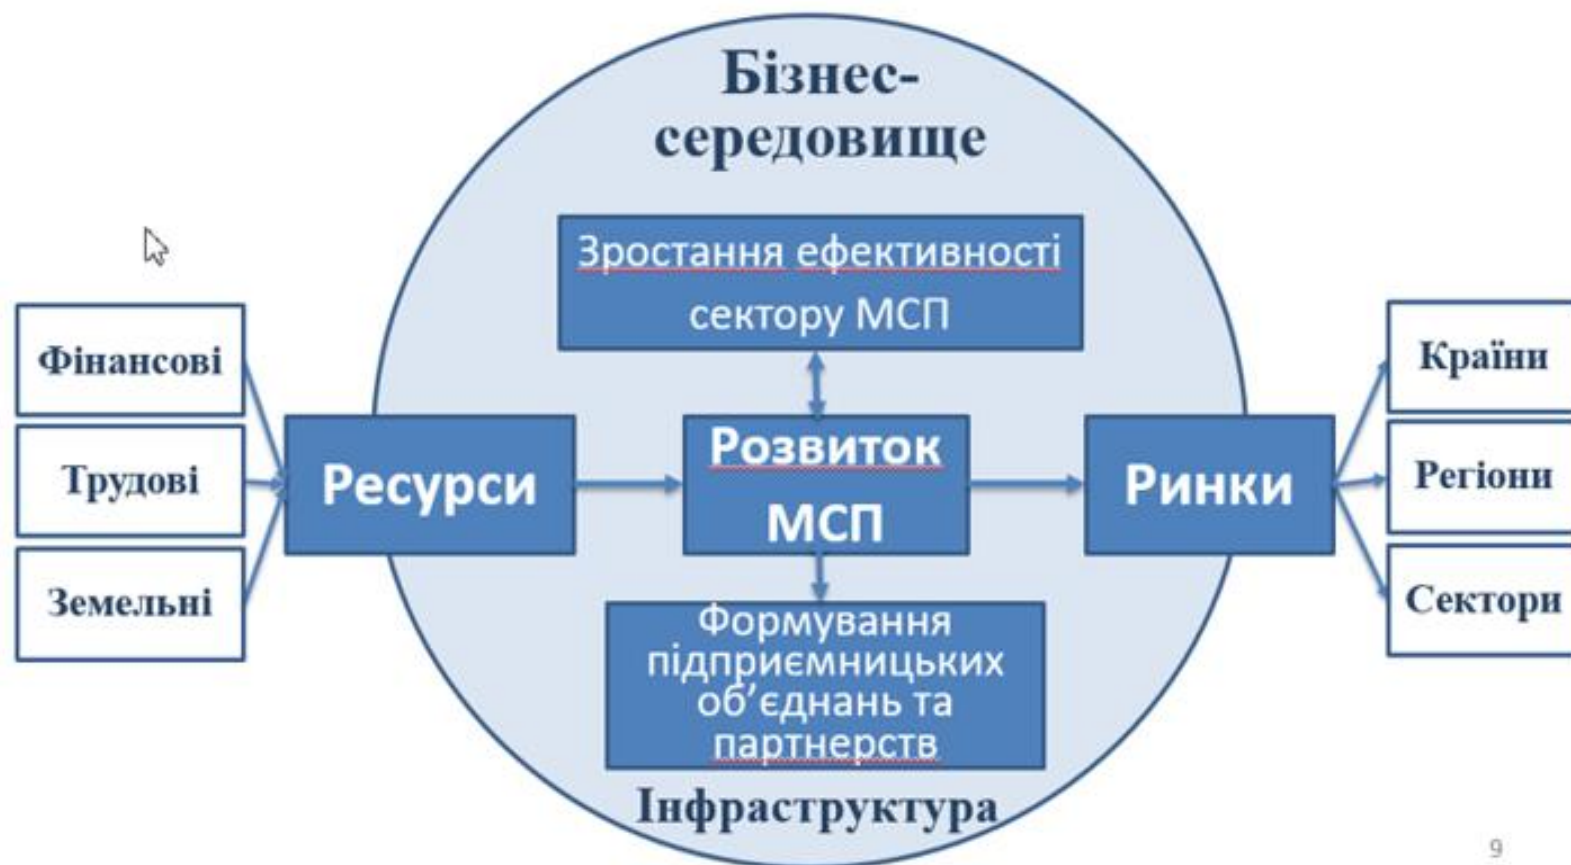 Бізнес-
середовище
Зростання ефективності
сектору МСП
Фінансові
Трудові
Земельні
Ресурси
Розвиток
МСП
Ринки
Країни
Регіони
Сектори
Формування
підприємницьких
об’єднань та
партнерств
Інфраструктура
9